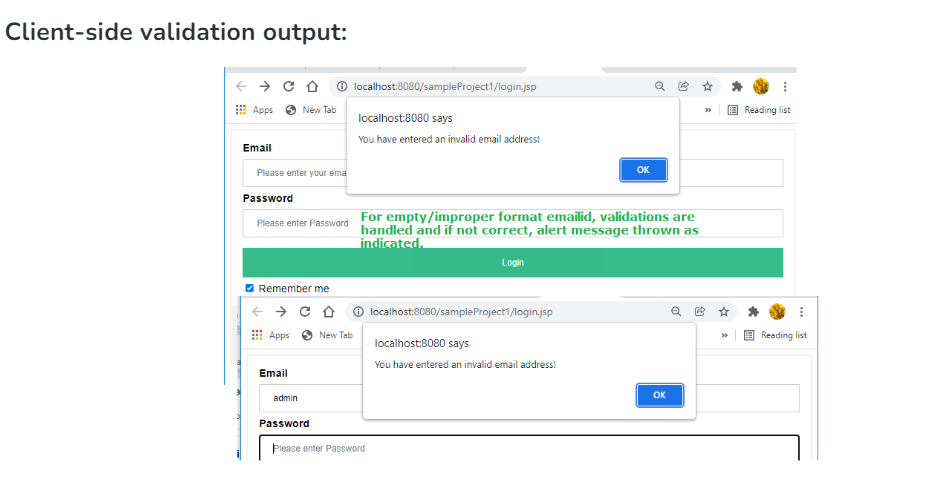 Client-side validation output:
localhost:8080/sampleProject1/login.jsp
Apps New Tab » Reading list
localhost:8080 says
You have entered an invalid email address!
OK
Email
Please enter your ema
Password
Please enter Password
For empty/improper format emailid, validations are
handled and if not correct, alert message thrown as
indicated.
Login
Remember me
localhost:8080/sampleProject1/login.jsp
Apps New Tab » Reading list
localhost:8080 says
You have entered an invalid email address!
OK
Email
admin
Password
Please enter Password